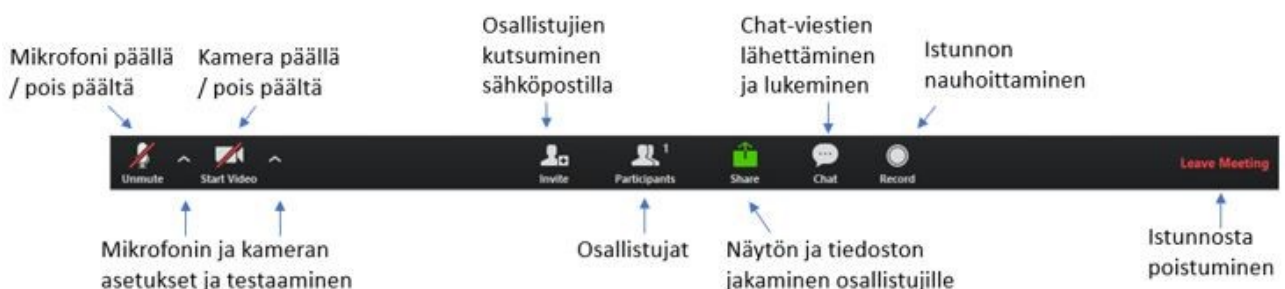 Mikrofoni päällä
/ pois päältä
Kamera päällä
/ pois päältä
Osallistujien
kutsuminen
sähköpostilla
Chat-viestien
lähettäminen
ja lukeminen
Istunnon
nauhoittaminen
Unmute
Start Video
Invite
1
Participants
Share
Chat
Record
Leave Meeting
Mikrofonin ja kameran
asetukset ja testaaminen
Osallistujat
Näytön ja tiedoston
jakaminen osallistujille
Istunnosta
poistuminen